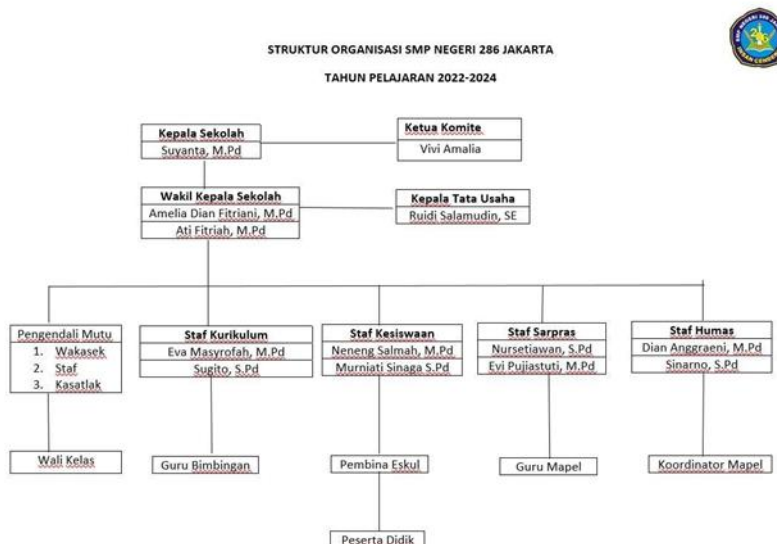 STRUKTUR ORGANISASI SMP NEGERI 286 JAKARTA
TAHUN PELAJARAN 2022-2024
Kepala Sekolah
Suyanta, M.Pd
Ketua Komite
Vivi Amalia
Wakil Kepala Sekolah
Amelia Dian Fitriani, M.Pd
Ati Fitriah, M.Pd
Kepala Tata Usaha
Ruidi Salamudin, SE
Pengendali Mutu
1. Wakasek
2. Staf
3. Kasatlak
Staf Kurikulum
Eva Masyrofah, M.Pd
Sugito, S.Pd
Staf Kesiswaan
Neneng Salmah, M.Pd
Murniati Sinaga S.Pd
Staf Sarpras
Nursetiawan, S.Pd
Evi Pujiastuti, M.Pd
Staf Humas
Dian Anggraeni, M.Pd
Sinarno, S.Pd
Wali Kelas
Guru Bimbingan
Pembina Eskul
Guru Mapel
Koordinator Mapel
Peserta Didik